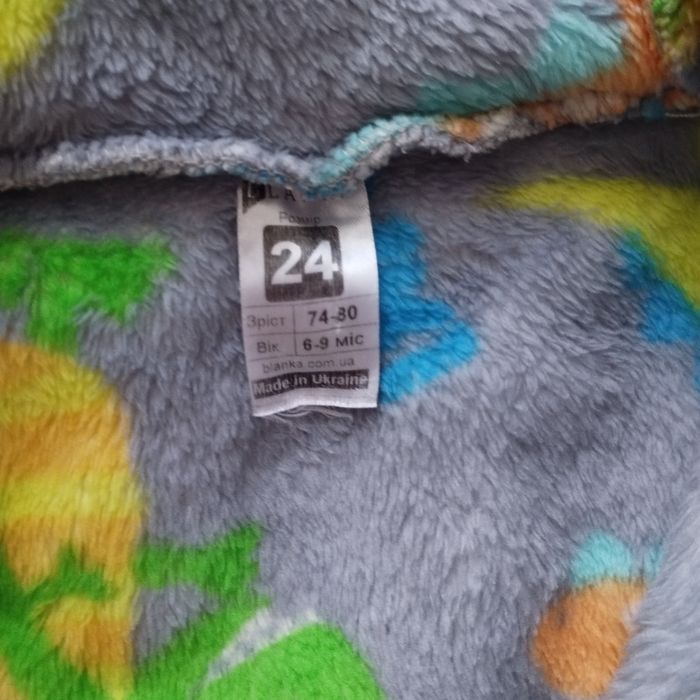 Розмір
24
Зріст 74-80
Вік 6-9 міс
blanka.com.ua
Made in Ukraine